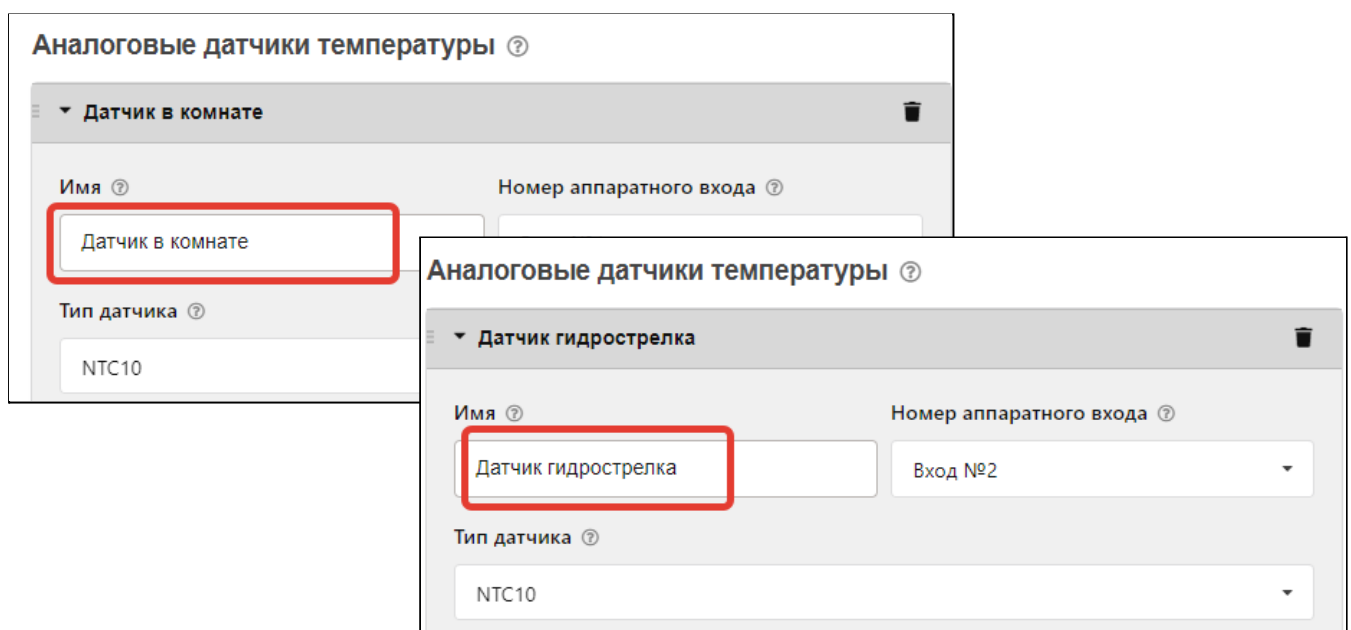 Аналоговые датчики температуры ?
Датчик в комнате
Имя ? Номер аппаратного входа ?
Датчик в комнате
Тип датчика ?
NTC10
Аналоговые датчики температуры ?
Датчик гидрострелка
Имя ? Номер аппаратного входа ?
Датчик гидрострелка Вход №2
Тип датчика ?
NTC10